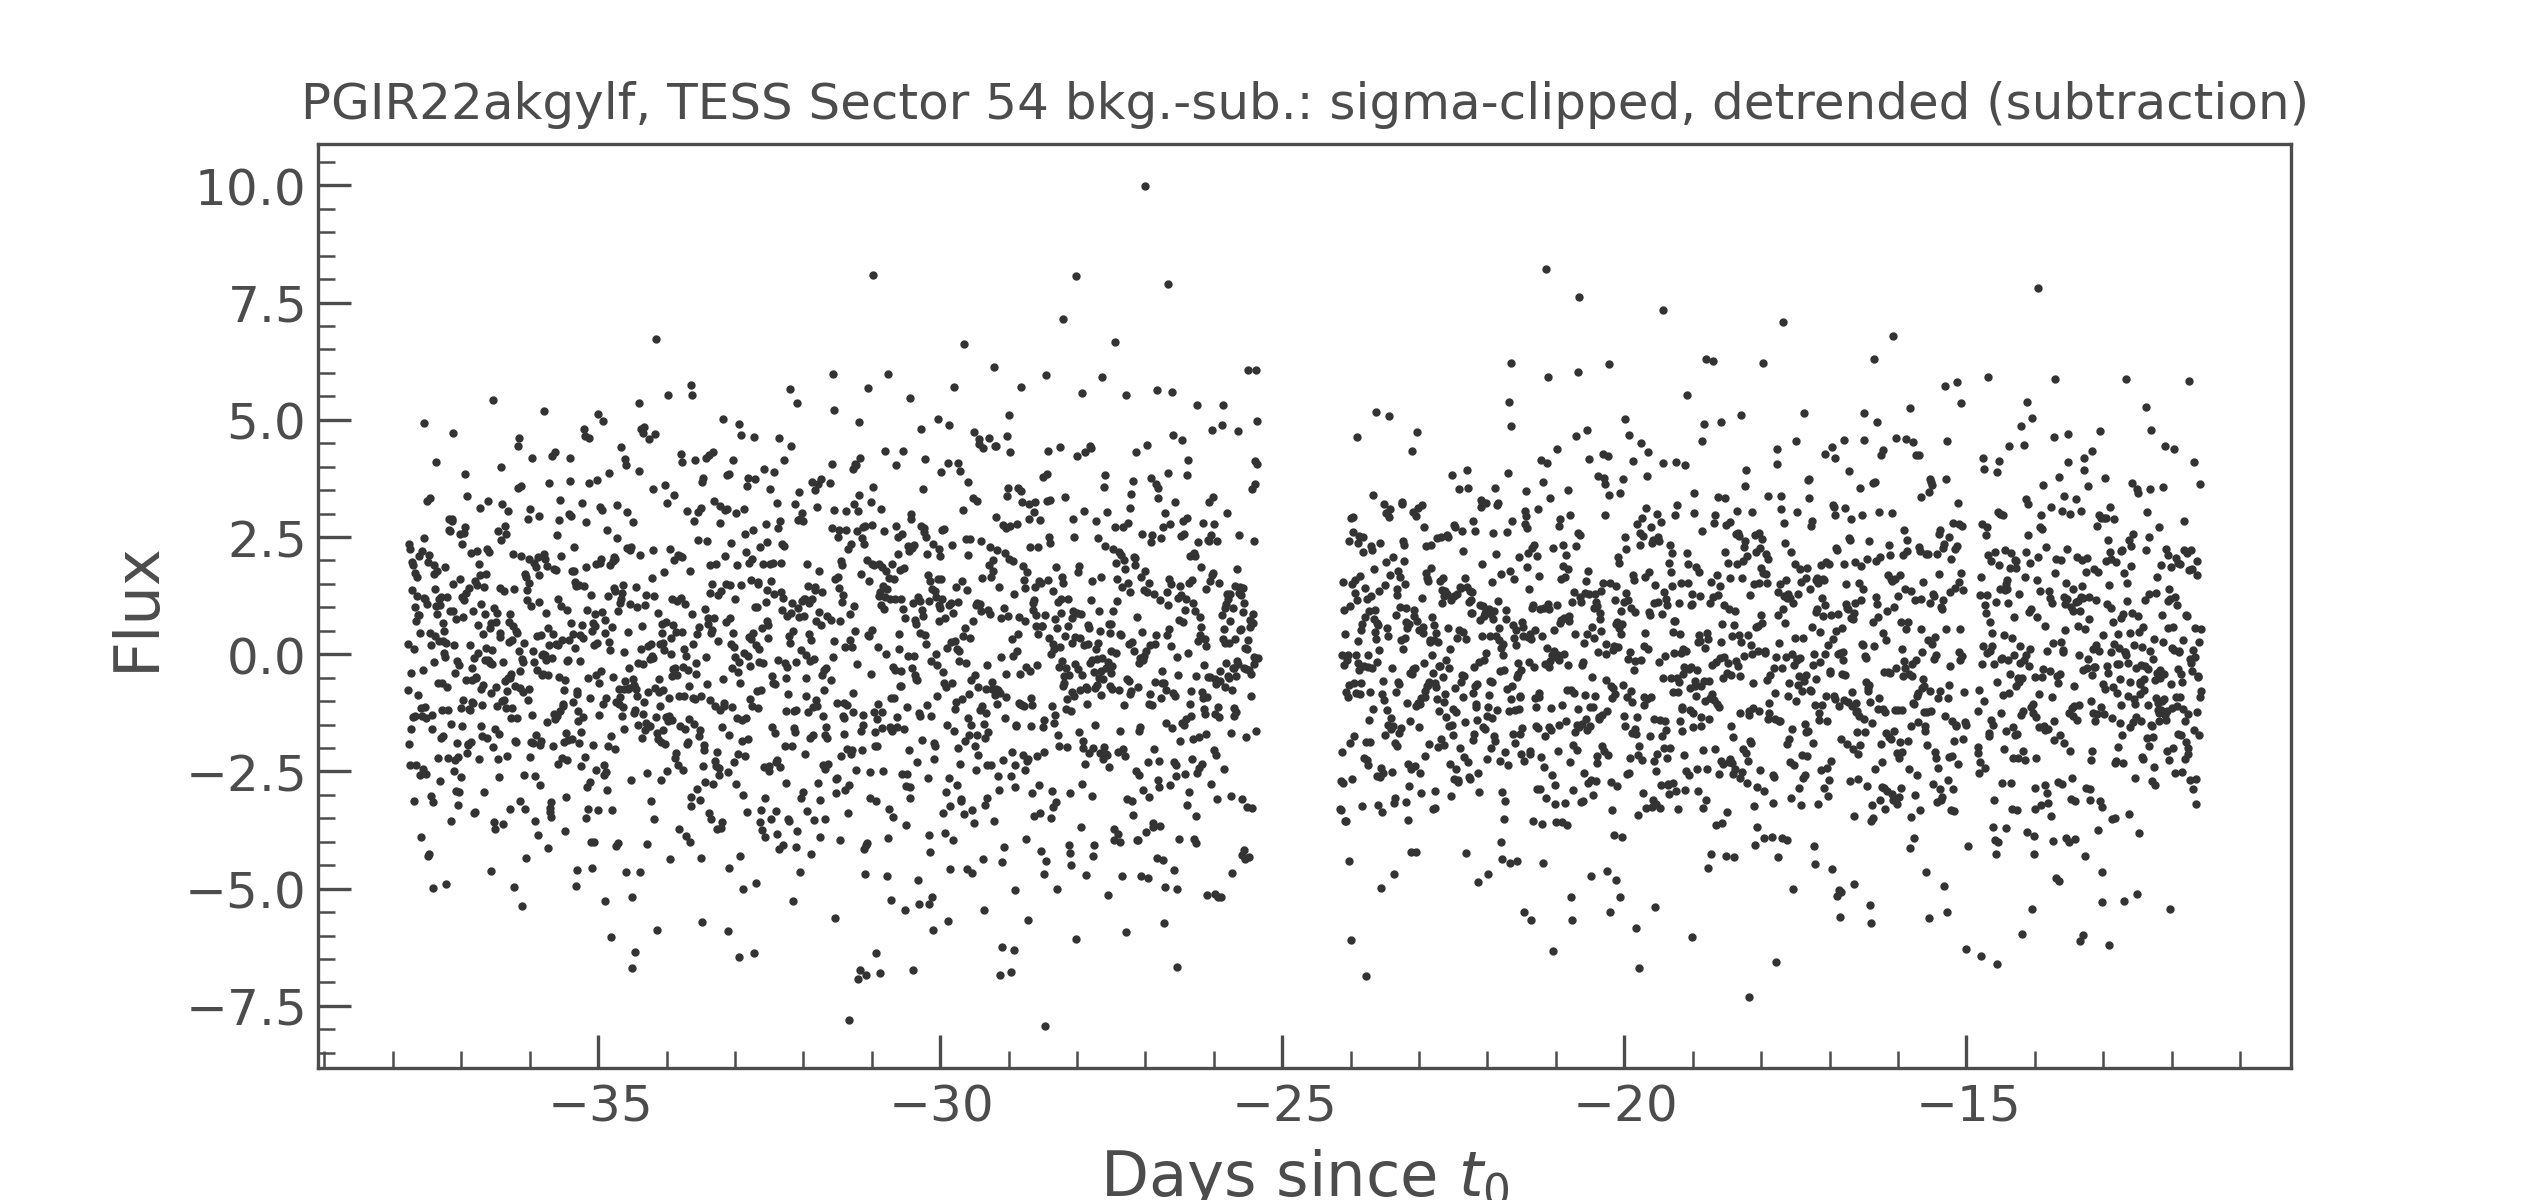 PGIR22akgylf, TESS Sector 54 bkg.-sub.: sigma-clipped, detrended (subtraction)
10.0
7.5
5.0
2.5
0.0
−2.5
−5.0
−7.5
Flux
−35 −30 −25 −20 −15
Days since t₀